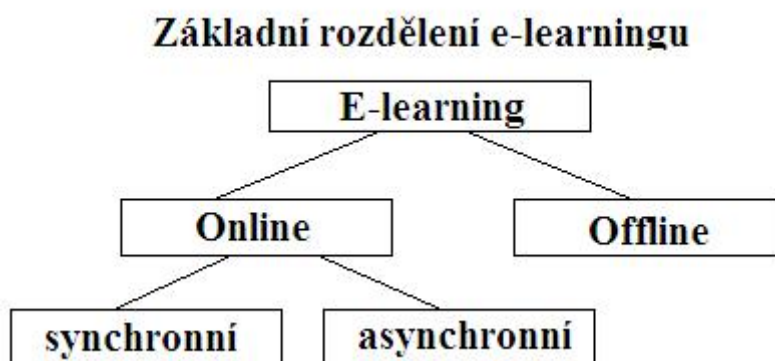 Základní rozdělení e-learningu
E-learning
Online
Offline
synchronní
asynchronní